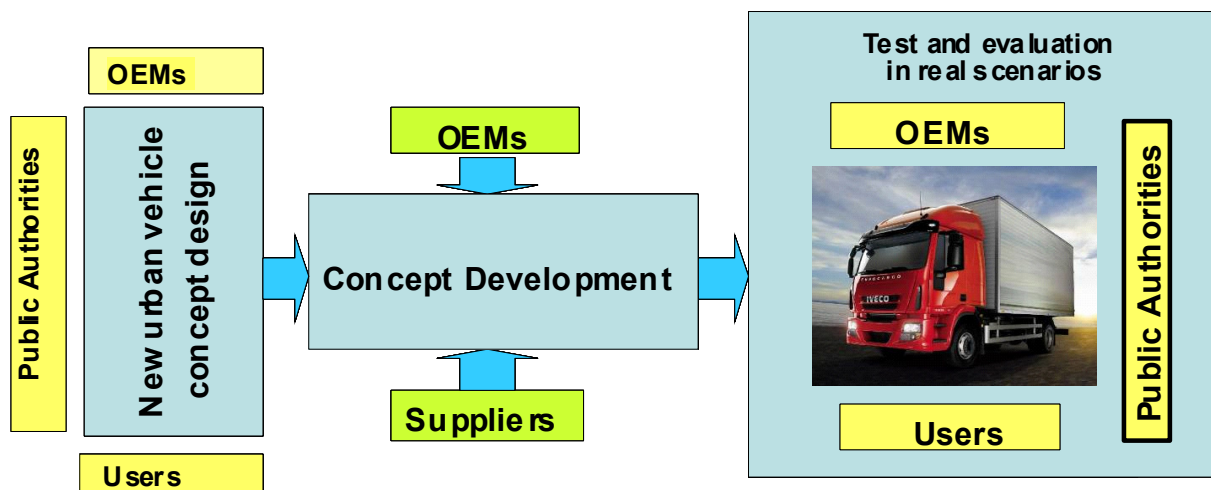 OEMs
Public Authorities
New urban vehicle
concept design
Users
OEMs
Concept Development
Suppliers
Test and evaluation
in real scenarios
OEMs
EUROCARGO
IVECO
Public Authorities
Users